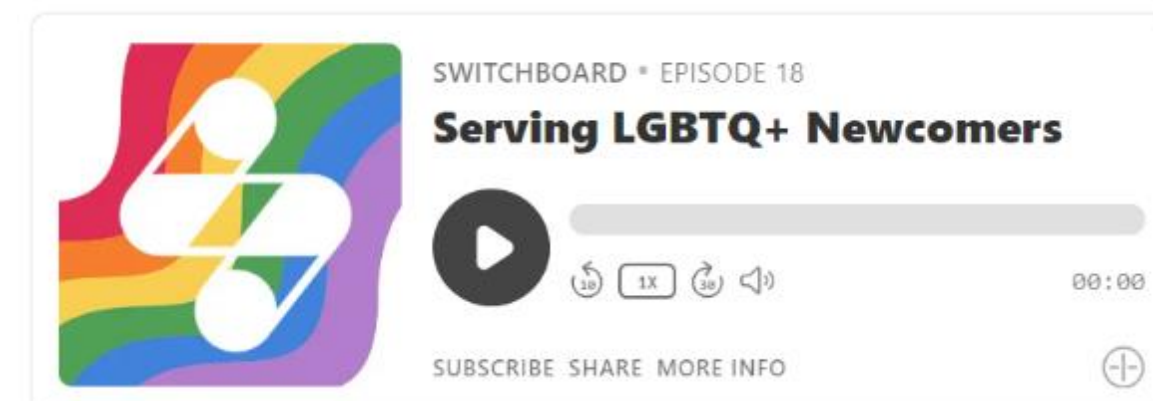 SWITCHBOARD • EPISODE 18
Serving LGBTQ+ Newcomers
10 1X 30 00:00
SUBSCRIBE SHARE MORE INFO